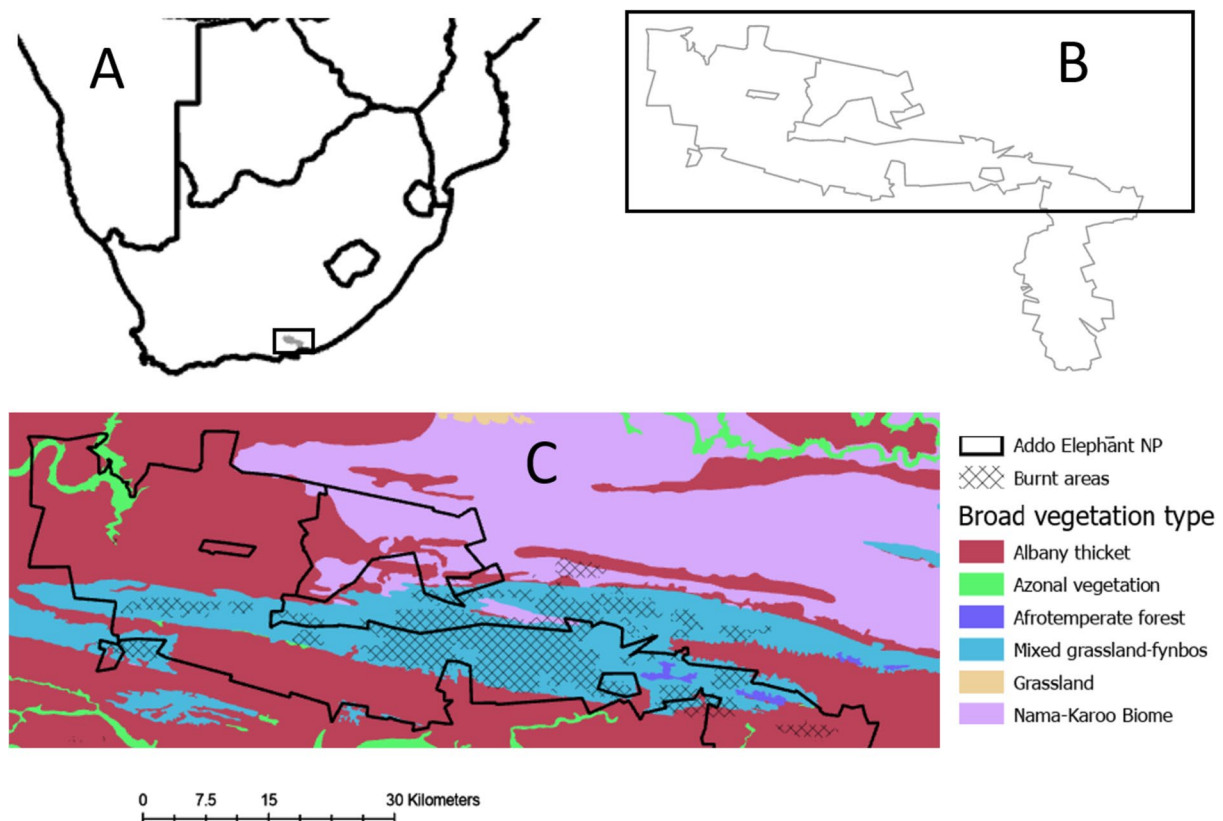 A
B
C
Addo Elephant NP
Burnt areas
Broad vegetation type
Albany thicket
Azonal vegetation
Afrotemperate forest
Mixed grassland-fynbos
Grassland
Nama-Karoo Biome
0 7.5 15 30 Kilometers